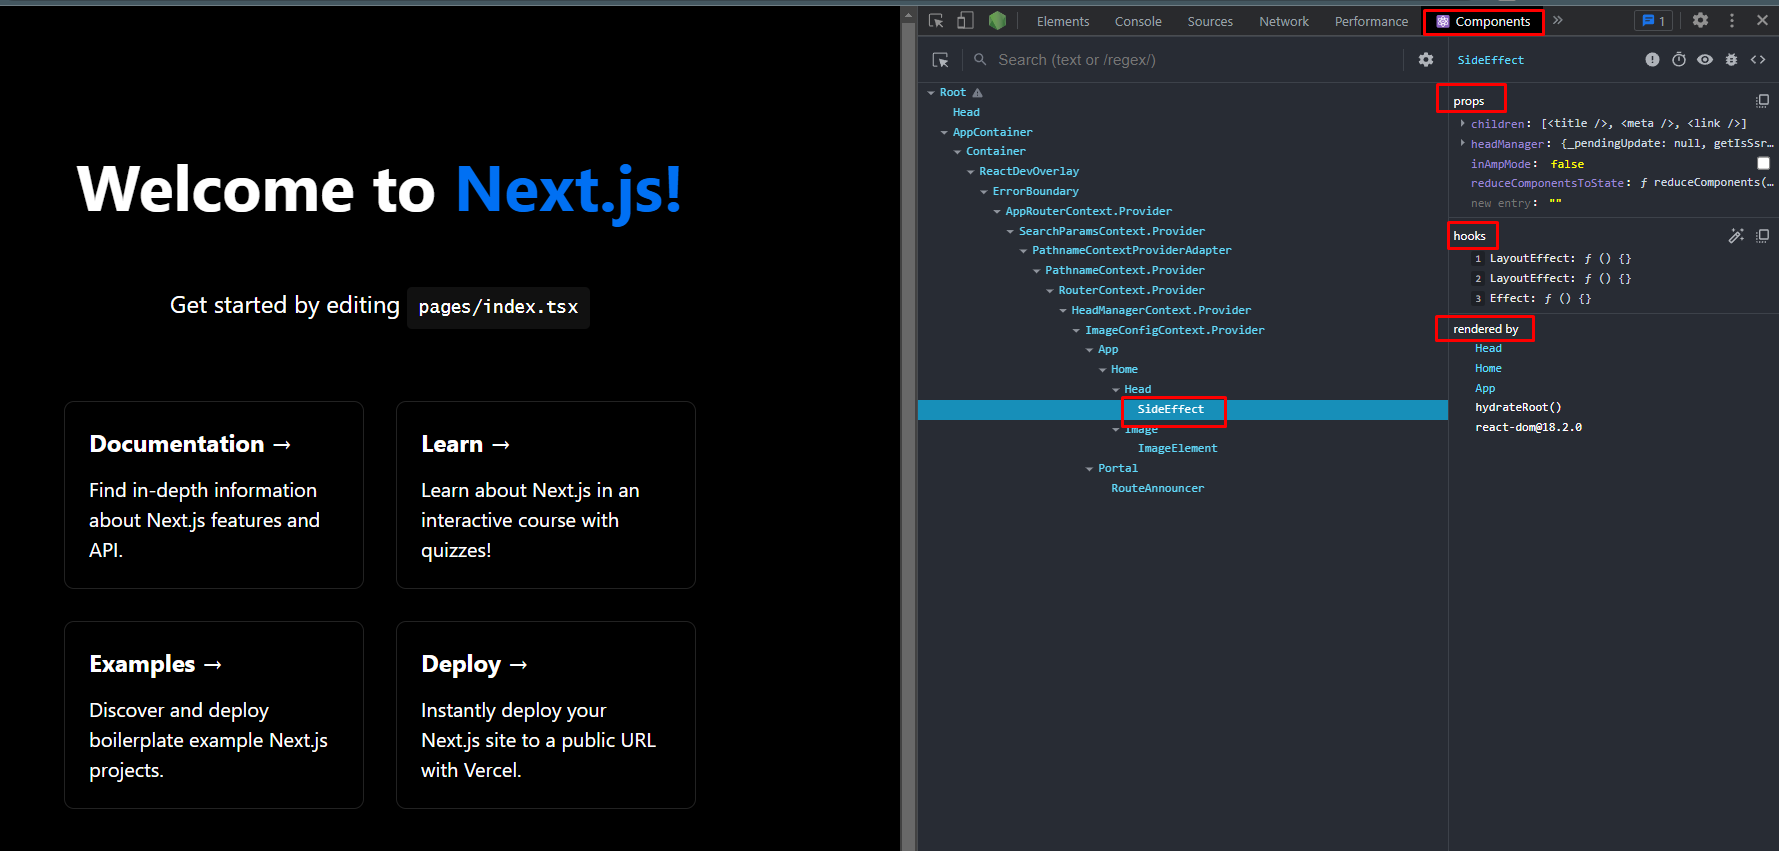 Welcome to Next.js!
Get started by editing pages/index.tsx
Documentation →
Find in-depth information
about Next.js features and
API.
Learn →
Learn about Next.js in an
interactive course with
quizzes!
Examples →
Discover and deploy
boilerplate example Next.js
projects.
Deploy →
Instantly deploy your
Next.js site to a public URL
with Vercel.
Elements Console Sources Network Performance Components » 1
Search (text or /regex/)
Root
Head
AppContainer
Container
ReactDevOverlay
ErrorBoundary
AppRouterContext.Provider
SearchParamsContext.Provider
PathnameContextProviderAdapter
PathnameContext.Provider
RouterContext.Provider
HeadManagerContext.Provider
ImageConfigContext.Provider
App
Home
Head
SideEffect
Image
ImageElement
Portal
RouteAnnouncer
SideEffect
props
children: [<title />, <meta />, <link />]
headManager: {_pendingUpdate: null, getIsSsr…
inAmpMode: false
reduceComponentsToState: ƒ reduceComponents(…
new entry: ""
hooks
1 LayoutEffect: ƒ () {}
2 LayoutEffect: ƒ () {}
3 Effect: ƒ () {}
rendered by
Head
Home
App
hydrateRoot()
react-dom@18.2.0